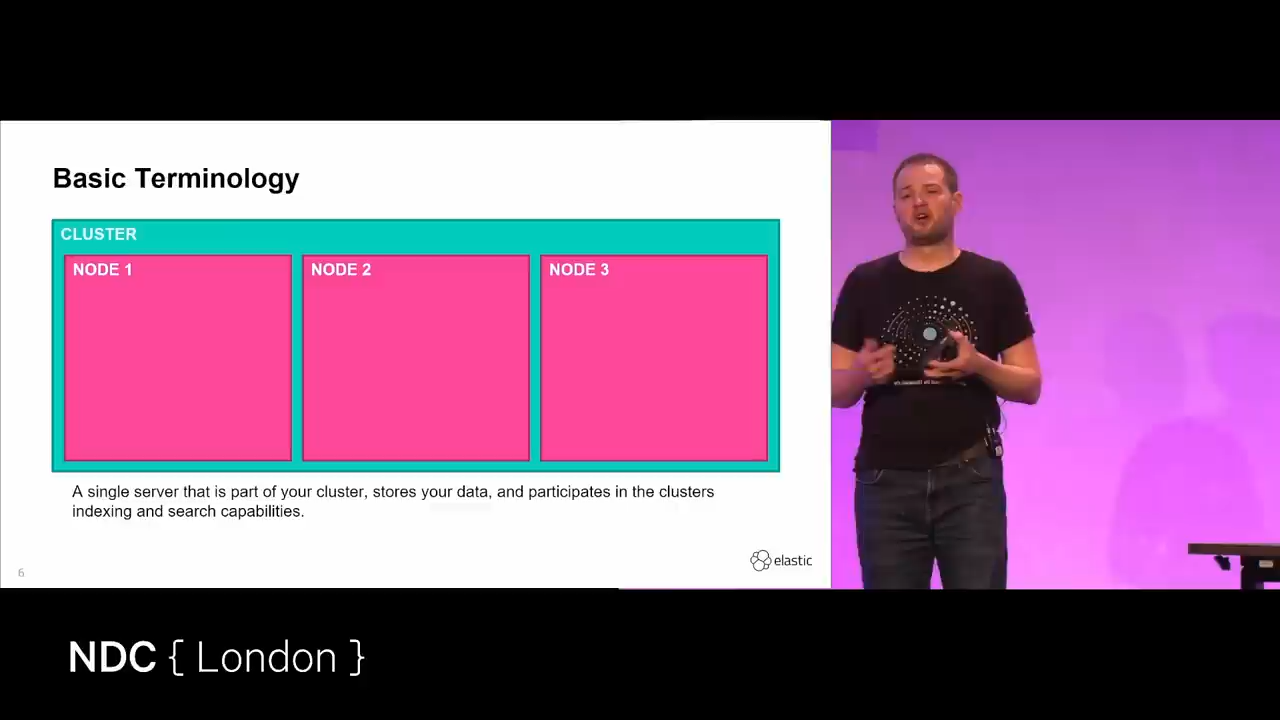 Basic Terminology
CLUSTER
NODE 1
NODE 2
NODE 3
A single server that is part of your cluster, stores your data, and participates in the clusters
indexing and search capabilities.
elastic
6
NDC { London }